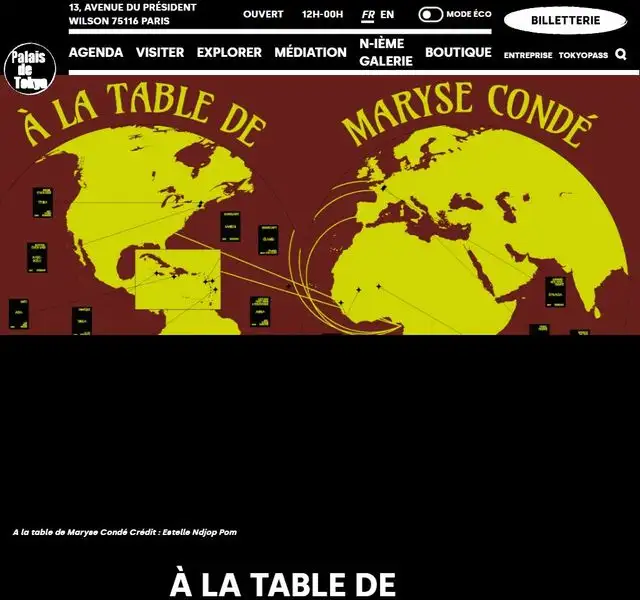 13, AVENUE DU PRÉSIDENT
WILSON 75116 PARIS
OUVERT 12H-00H FR EN MODE ÉCO
BILLETTERIE
Palais
de
Tokyo
AGENDA VISITER EXPLORER MÉDIATION N-IÈME GALERIE BOUTIQUE
ENTREPRISE TOKYOPASS
À LA TABLE DE MARYSE CONDÉ
A la table de Maryse Condé Crédit : Estelle Ndjop Pom
À LA TABLE DE